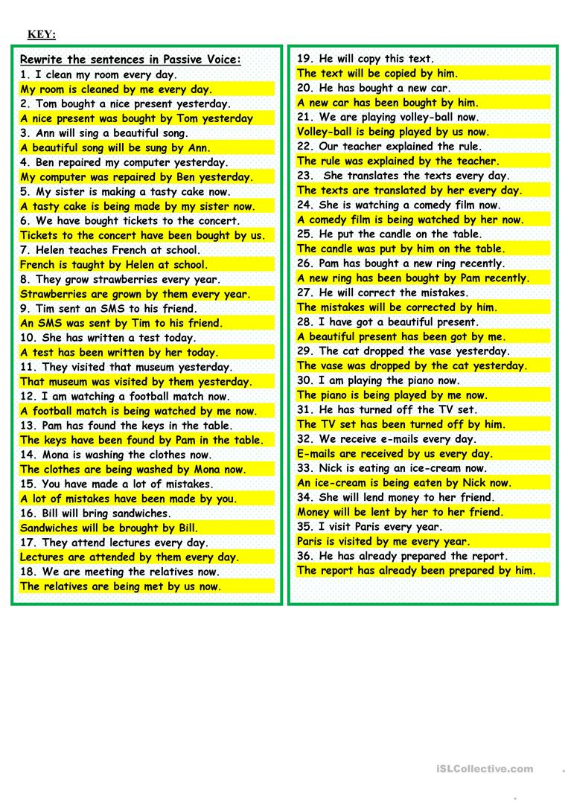 KEY:
Rewrite the sentences in Passive Voice:
1. I clean my room every day.
My room is cleaned by me every day.
2. Tom bought a nice present yesterday.
A nice present was bought by Tom yesterday
3. Ann will sing a beautiful song.
A beautiful song will be sung by Ann.
4. Ben repaired my computer yesterday.
My computer was repaired by Ben yesterday.
5. My sister is making a tasty cake now.
A tasty cake is being made by my sister now.
6. We have bought tickets to the concert.
Tickets to the concert have been bought by us.
7. Helen teaches French at school.
French is taught by Helen at school.
8. They grow strawberries every year.
Strawberries are grown by them every year.
9. Tim sent an SMS to his friend.
An SMS was sent by Tim to his friend.
10. She has written a test today.
A test has been written by her today.
11. They visited that museum yesterday.
That museum was visited by them yesterday.
12. I am watching a football match now.
A football match is being watched by me now.
13. Pam has found the keys in the table.
The keys have been found by Pam in the table.
14. Mona is washing the clothes now.
The clothes are being washed by Mona now.
15. You have made a lot of mistakes.
A lot of mistakes have been made by you.
16. Bill will bring sandwiches.
Sandwiches will be brought by Bill.
17. They attend lectures every day.
Lectures are attended by them every day.
18. We are meeting the relatives now.
The relatives are being met by us now.
19. He will copy this text.
The text will be copied by him.
20. He has bought a new car.
A new car has been bought by him.
21. We are playing volley-ball now.
Volley-ball is being played by us now.
22. Our teacher explained the rule.
The rule was explained by the teacher.
23. She translates the texts every day.
The texts are translated by her every day.
24. She is watching a comedy film now.
A comedy film is being watched by her now.
25. He put the candle on the table.
The candle was put by him on the table.
26. Pam has bought a new ring recently.
A new ring has been bought by Pam recently.
27. He will correct the mistakes.
The mistakes will be corrected by him.
28. I have got a beautiful present.
A beautiful present has been got by me.
29. The cat dropped the vase yesterday.
The vase was dropped by the cat yesterday.
30. I am playing the piano now.
The piano is being played by me now.
31. He has turned off the TV set.
The TV set has been turned off by him.
32. We receive e-mails every day.
E-mails are received by us every day.
33. Nick is eating an ice-cream now.
An ice-cream is being eaten by Nick now.
34. She will lend money to her friend.
Money will be lent by her to her friend.
35. I visit Paris every year.
Paris is visited by me every year.
36. He has already prepared the report.
The report has already been prepared by him.
iSLCollective.com